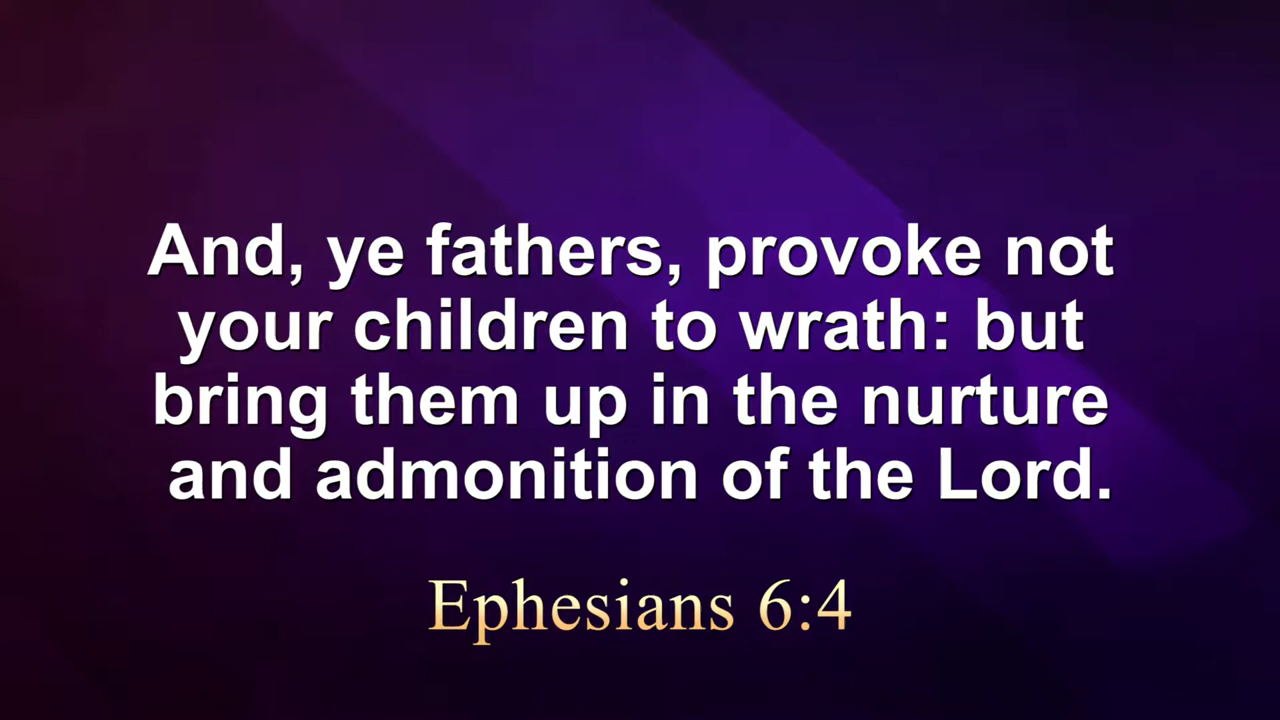 And, ye fathers, provoke not
your children to wrath: but
bring them up in the nurture
and admonition of the Lord.
Ephesians 6:4